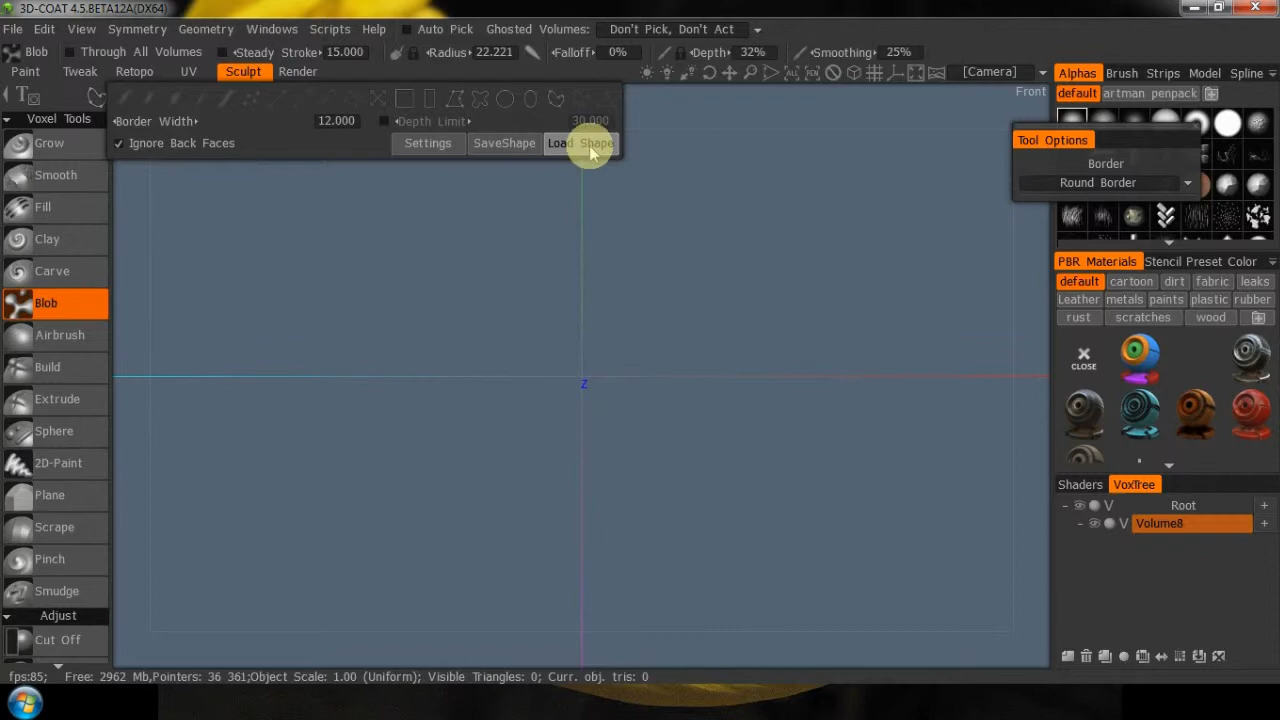 3D-COAT 4.5.BETA12A(DX64)
File Edit View Symmetry Geometry Windows Scripts Help Auto Pick Ghosted Volumes: Don't Pick, Don't Act
Blob Through All Volumes Steady Stroke 15.000 Radius 22.221 Falloff 0% Depth 32% Smoothing 25%
Paint Tweak Retopo UV Sculpt Render [Camera] Alphas Brush Strips Model Spline
Front default artman penpack
Voxel Tools Border Width 12.000 Depth Limit 30.000
Ignore Back Faces Settings SaveShape Load Shape
Tool Options
Border
Round Border
Grow
Smooth
Fill
Clay
Carve
Blob
Airbrush
Build
Extrude
Sphere
2D-Paint
Plane
Scrape
Pinch
Smudge
Adjust
Cut Off
Z
PBR Materials Stencil Preset Color
default cartoon dirt fabric leaks
Leather metals paints plastic rubber
rust scratches wood
CLOSE
Shaders VoxTree
V Root +
V Volume8 +
fps:85; Free: 2962 Mb,Pointers: 36 361;Object Scale: 1.00 (Uniform); Visible Triangles: 0; Curr. obj. tris: 0